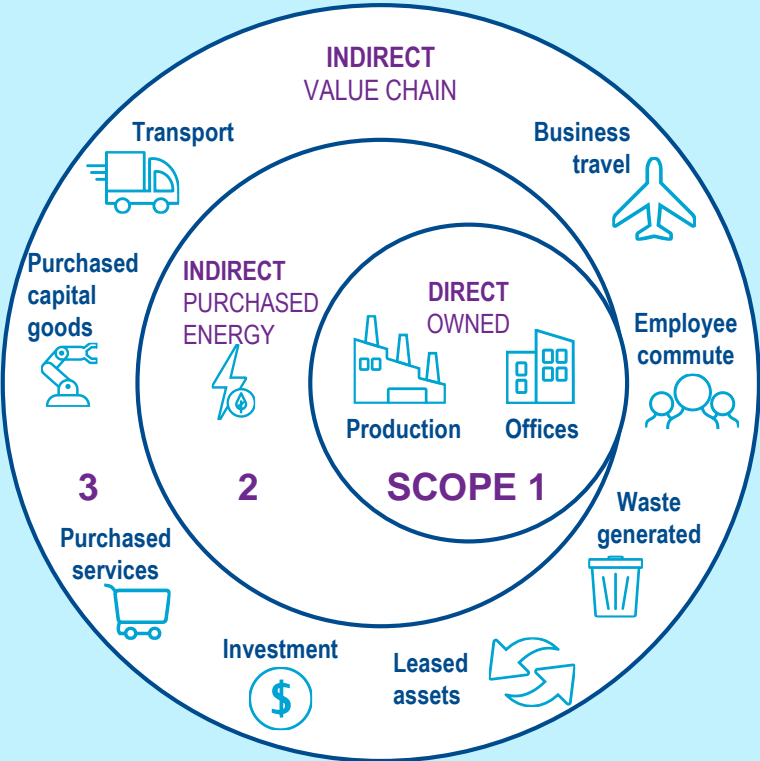 INDIRECT
VALUE CHAIN
Transport
Business
travel
Purchased
capital
goods
INDIRECT
PURCHASED
ENERGY
DIRECT
OWNED
Employee
commute
Production
Offices
3
2
SCOPE 1
Waste
generated
Purchased
services
Investment
$
Leased
assets